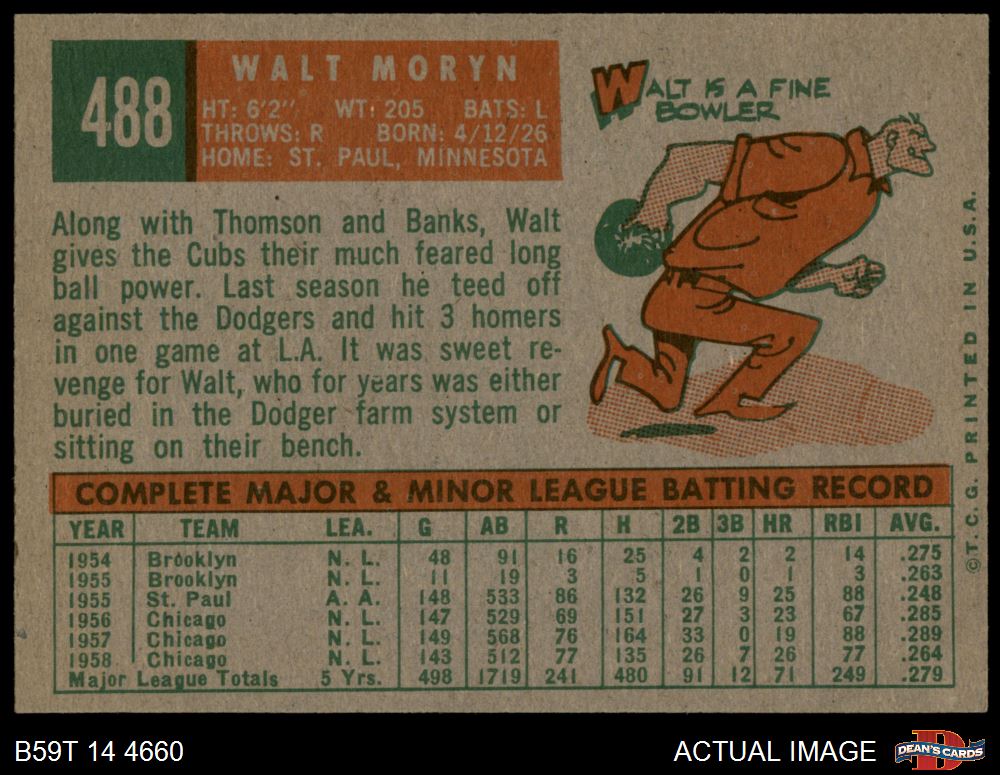 488
WALT MORYN
HT: 6'2" WT: 205 BATS: L
THROWS: R BORN: 4/12/26
HOME: ST. PAUL, MINNESOTA
WALT IS A FINE
BOWLER
Along with Thomson and Banks, Walt
gives the Cubs their much feared long
ball power. Last season he teed off
against the Dodgers and hit 3 homers
in one game at L.A. It was sweet re-
venge for Walt, who for years was either
buried in the Dodger farm system or
sitting on their bench.
COMPLETE MAJOR & MINOR LEAGUE BATTING RECORD
YEAR TEAM LEA. G AB R H 2B 3B HR RBI AVG.
1954 Brooklyn N. L. 48 91 16 25 4 2 2 14 .275
1955 Brooklyn N. L. 11 19 3 5 1 0 1 3 .263
1955 St. Paul A. A. 148 533 86 132 26 9 25 88 .248
1956 Chicago N. L. 147 529 69 151 27 3 23 67 .285
1957 Chicago N. L. 149 568 76 164 33 0 19 88 .289
1958 Chicago N. L. 143 512 77 135 26 7 26 77 .264
Major League Totals 5 Yrs. 498 1719 241 480 91 12 71 249 .279
©T. C. G. PRINTED IN U.S.A.
B59T 14 4660
ACTUAL IMAGE
D
DEAN'S CARDS